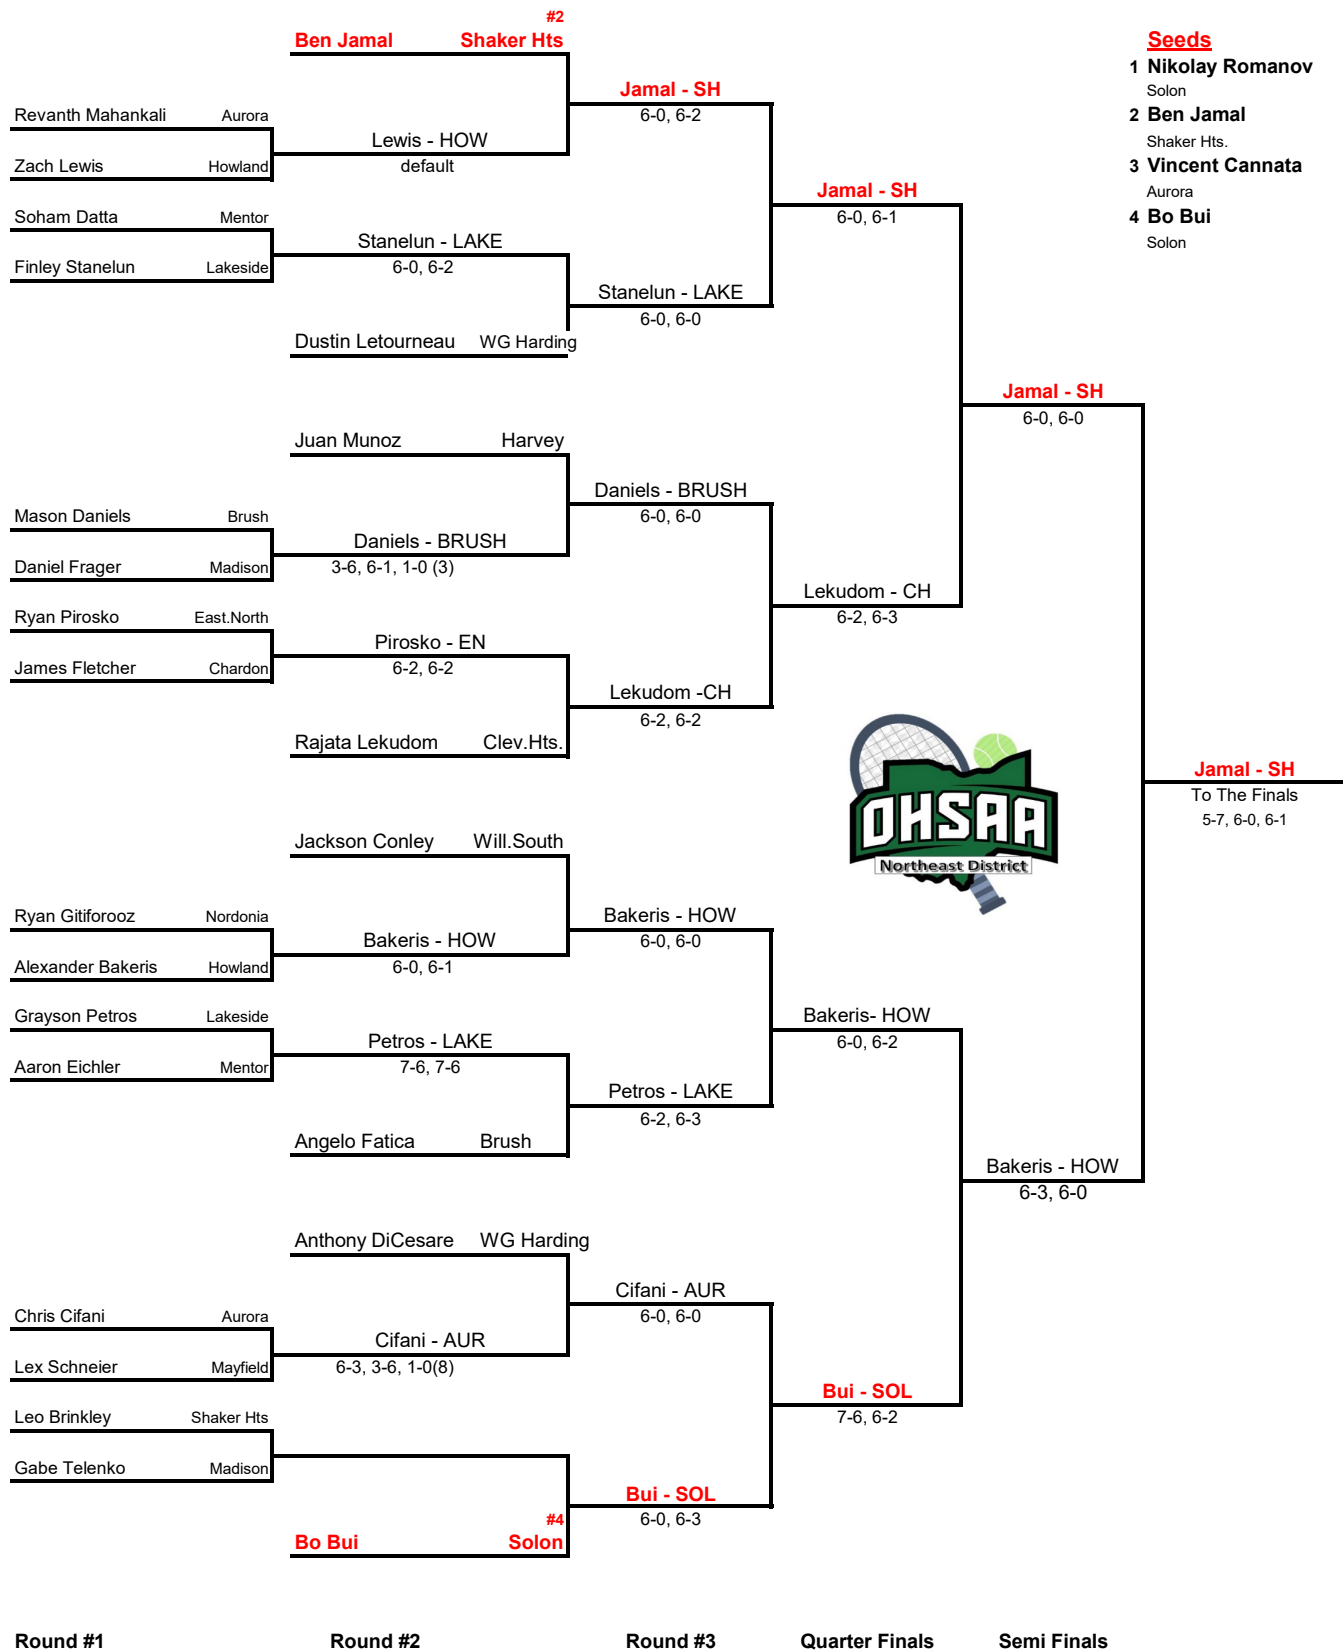 #2
Ben Jamal Shaker Hts
Seeds
1 Nikolay Romanov
Solon
2 Ben Jamal
Shaker Hts.
3 Vincent Cannata
Aurora
4 Bo Bui
Solon
Jamal - SH
6-0, 6-2
Revanth Mahankali Aurora
Lewis - HOW
default
Zach Lewis Howland
Jamal - SH
6-0, 6-1
Soham Datta Mentor
Stanelun - LAKE
6-0, 6-2
Finley Stanelun Lakeside
Stanelun - LAKE
6-0, 6-0
Dustin Letourneau WG Harding
Jamal - SH
6-0, 6-0
Juan Munoz Harvey
Daniels - BRUSH
6-0, 6-0
Mason Daniels Brush
Daniels - BRUSH
3-6, 6-1, 1-0 (3)
Daniel Frager Madison
Lekudom - CH
6-2, 6-3
Ryan Pirosko East.North
Pirosko - EN
6-2, 6-2
James Fletcher Chardon
Lekudom -CH
6-2, 6-2
Rajata Lekudom Clev.Hts.
OHSAA
Northeast District
Jamal - SH
To The Finals
5-7, 6-0, 6-1
Jackson Conley Will.South
Bakeris - HOW
6-0, 6-0
Ryan Gitiforooz Nordonia
Bakeris - HOW
6-0, 6-1
Alexander Bakeris Howland
Bakeris- HOW
6-0, 6-2
Grayson Petros Lakeside
Petros - LAKE
7-6, 7-6
Aaron Eichler Mentor
Petros - LAKE
6-2, 6-3
Angelo Fatica Brush
Bakeris - HOW
6-3, 6-0
Anthony DiCesare WG Harding
Cifani - AUR
6-0, 6-0
Chris Cifani Aurora
Cifani - AUR
6-3, 3-6, 1-0(8)
Lex Schneier Mayfield
Bui - SOL
7-6, 6-2
Leo Brinkley Shaker Hts
Gabe Telenko Madison
Bui - SOL
6-0, 6-3
#4
Bo Bui Solon
Round #1 Round #2 Round #3 Quarter Finals Semi Finals